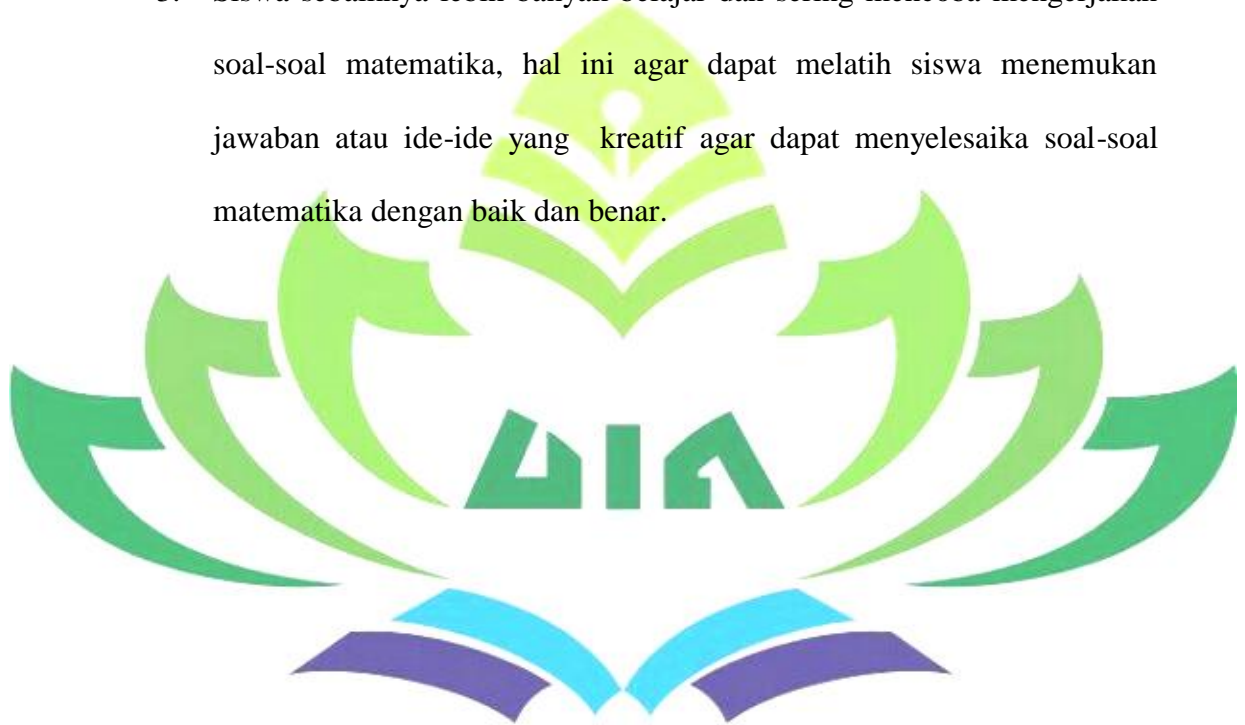 soal-soal matematika, hal ini agar dapat melatih siswa menemukan
jawaban atau ide-ide yang kreatif agar dapat menyelesaika soal-soal
matematika dengan baik dan benar.
UIN